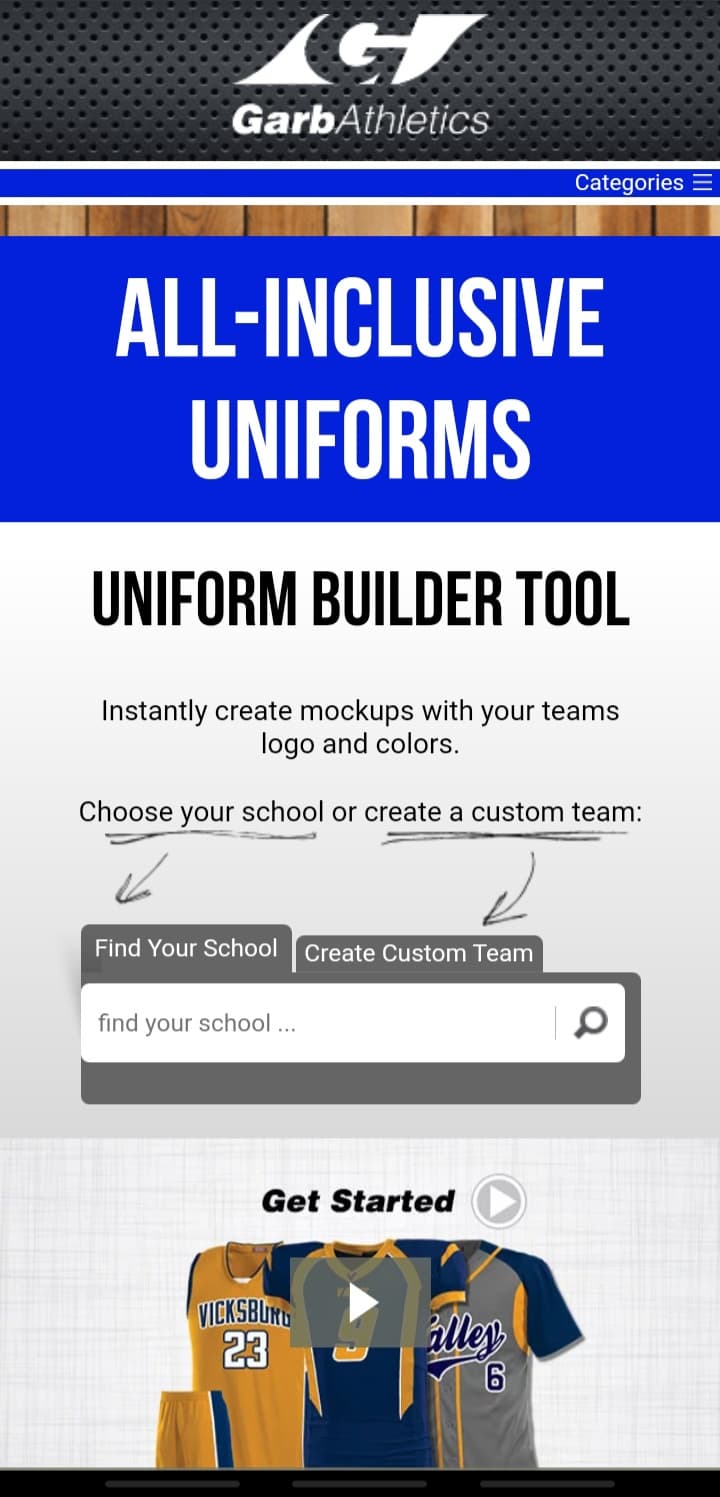 GarbAthletics
Categories
ALL-INCLUSIVE
UNIFORMS
UNIFORM BUILDER TOOL
Instantly create mockups with your teams
logo and colors.
Choose your school or create a custom team:
Find Your School
Create Custom Team
find your school ...
Get Started
VICKSBURG
23
9
alley
6